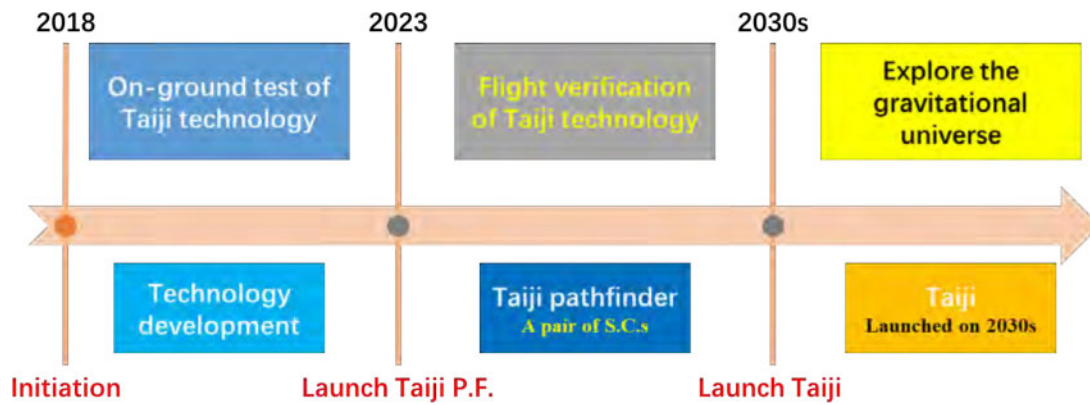 2018
2023
2030s
On-ground test of
Taiji technology
Flight verification
of Taiji technology
Explore the
gravitational
universe
Technology
development
Taiji pathfinder
A pair of S.C.s
Taiji
Launched on 2030s
Initiation
Launch Taiji P.F.
Launch Taiji